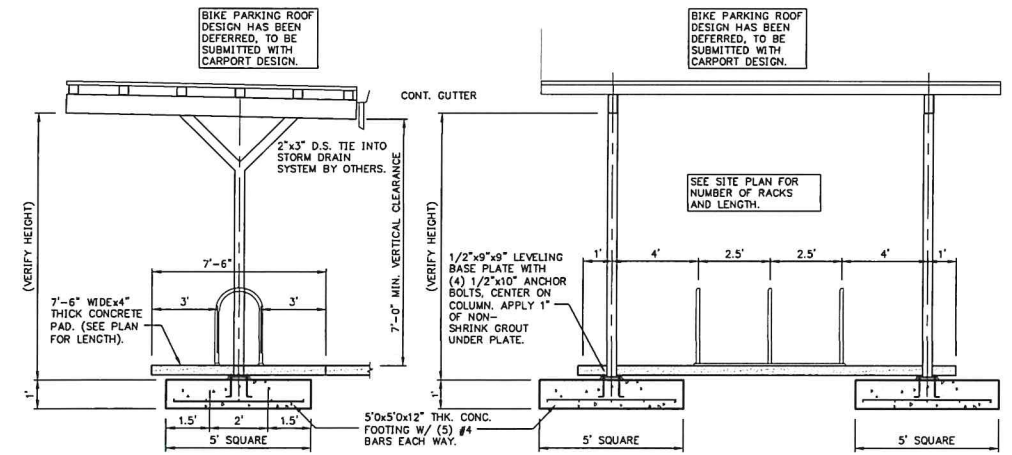 BIKE PARKING ROOF
DESIGN HAS BEEN
DEFERRED, TO BE
SUBMITTED WITH
CARPORT DESIGN.
BIKE PARKING ROOF
DESIGN HAS BEEN
DEFERRED, TO BE
SUBMITTED WITH
CARPORT DESIGN.
CONT. GUTTER
2"x3" D.S. TIE INTO
STORM DRAIN
SYSTEM BY OTHERS.
(VERIFY HEIGHT)
7'-0" MIN. VERTICAL CLEARANCE
(VERIFY HEIGHT)
SEE SITE PLAN FOR
NUMBER OF RACKS
AND LENGTH.
7'-6"
3'
3'
7'-6" WIDEx4"
THICK CONCRETE
PAD. (SEE PLAN
FOR LENGTH).
1/2"x9"x9" LEVELING
BASE PLATE WITH
(4) 1/2"x10" ANCHOR
BOLTS, CENTER ON
COLUMN. APPLY 1"
OF NON-
SHRINK GROUT
UNDER PLATE.
1'
4'
2.5'
2.5'
4'
1'
1'
1'
1.5'
2'
1.5'
5' SQUARE
5'0x5'0x12" THK. CONC.
FOOTING W/ (5) #4
BARS EACH WAY.
5' SQUARE
5' SQUARE